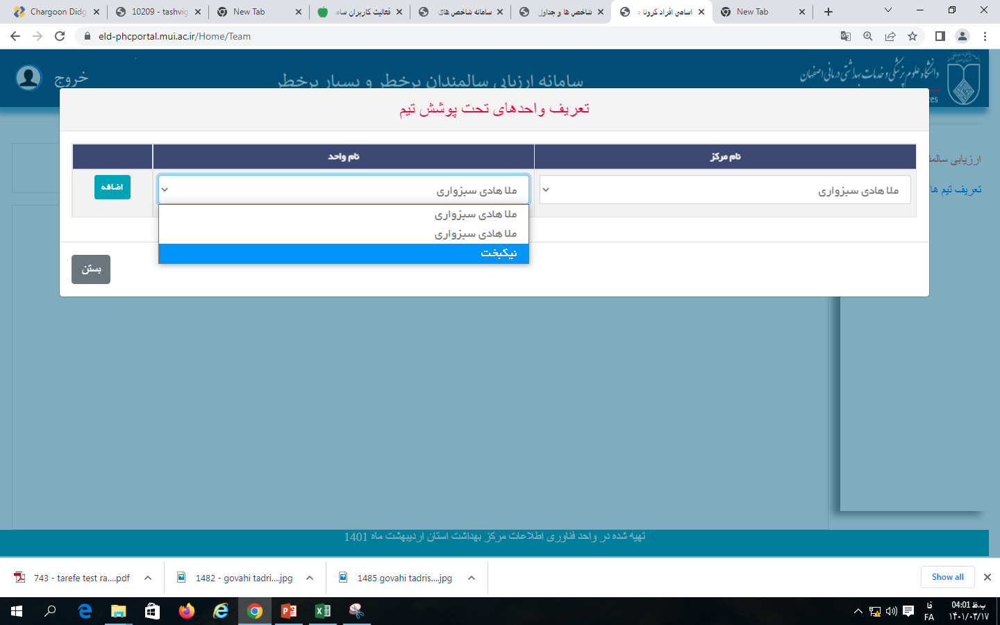 Chargoon Didg
10209 - tashvig
New Tab
فعالیت کاربران ساما
سامانه شاخص های
شاخص ها و جداول
اسامی افراد کرونا م
New Tab
eld-phcportal.mui.ac.ir/Home/Team
خروج
سامانه ارزیابی سالمندان پرخطر و بسیار پرخطر
دانشگاه علوم پزشکی و خدمات بهداشتی درمانی اصفهان
ces
تعریف واحدهای تحت پوشش تیم
نام مرکز
نام واحد
ملا هادی سبزواری
ملا هادی سبزواری
اضافه
ملا هادی سبزواری
ملا هادی سبزواری
نیکبخت
بستن
ارزیابی سالمند
تعریف تیم ها
تهیه شده در واحد فناوری اطلاعات مرکز بهداشت استان اردیبهشت ماه 1401
743 - tarefe test ra....pdf
1482 - govahi tadri....jpg
1485 govahi tadris....jpg
Show all
فا
FA
04:01 ب.ظ
۱۴۰۱/۰۳/۱۷